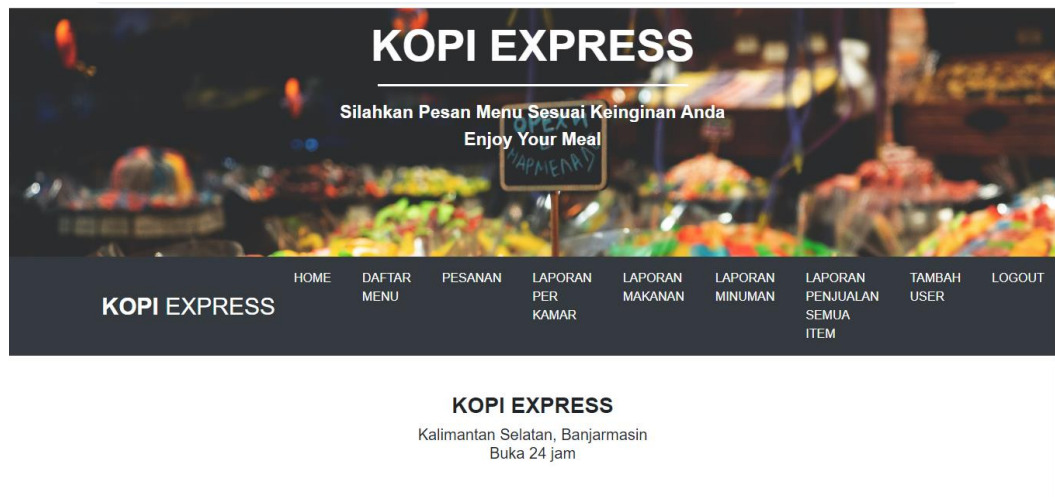 KOPI EXPRESS
Silahkan Pesan Menu Sesuai Keinginan Anda
Enjoy Your Meal
OPEXA
HAPMENAD
KOPI EXPRESS
HOME
DAFTAR
MENU
PESANAN
LAPORAN
PER
KAMAR
LAPORAN
MAKANAN
LAPORAN
MINUMAN
LAPORAN
PENJUALAN
SEMUA
ITEM
TAMBAH
USER
LOGOUT
KOPI EXPRESS
Kalimantan Selatan, Banjarmasin
Buka 24 jam